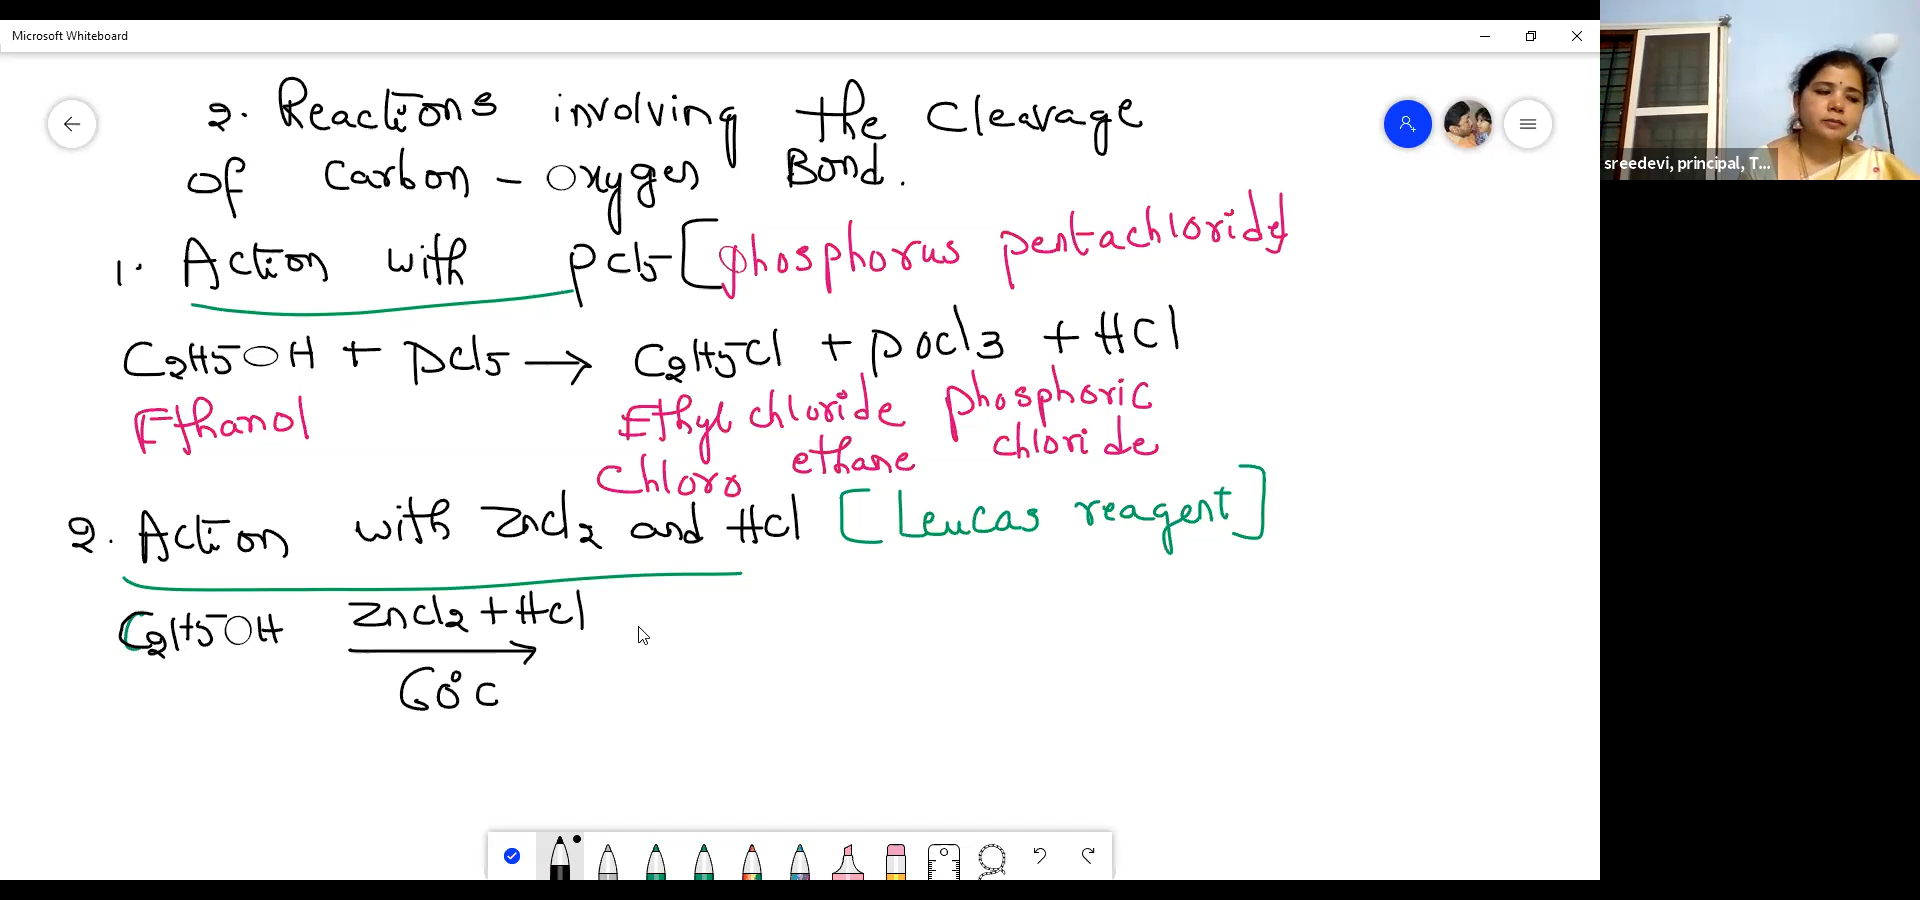 Microsoft Whiteboard
2. Reactions involving the Cleavage
of Carbon - Oxygen Bond.
1. Action with pcl5 [phosphorus pentachloride]
C2H5OH + pcl5 → C2H5Cl + pocl3 + HCl
Ethanol Ethyl chloride phosphoric
chloro ethane chloride
2. Action with Zncl2 and Hcl [Leucas reagent]
C2H5OH Zncl2 + Hcl →
60°C
sreedevi, principal, T...